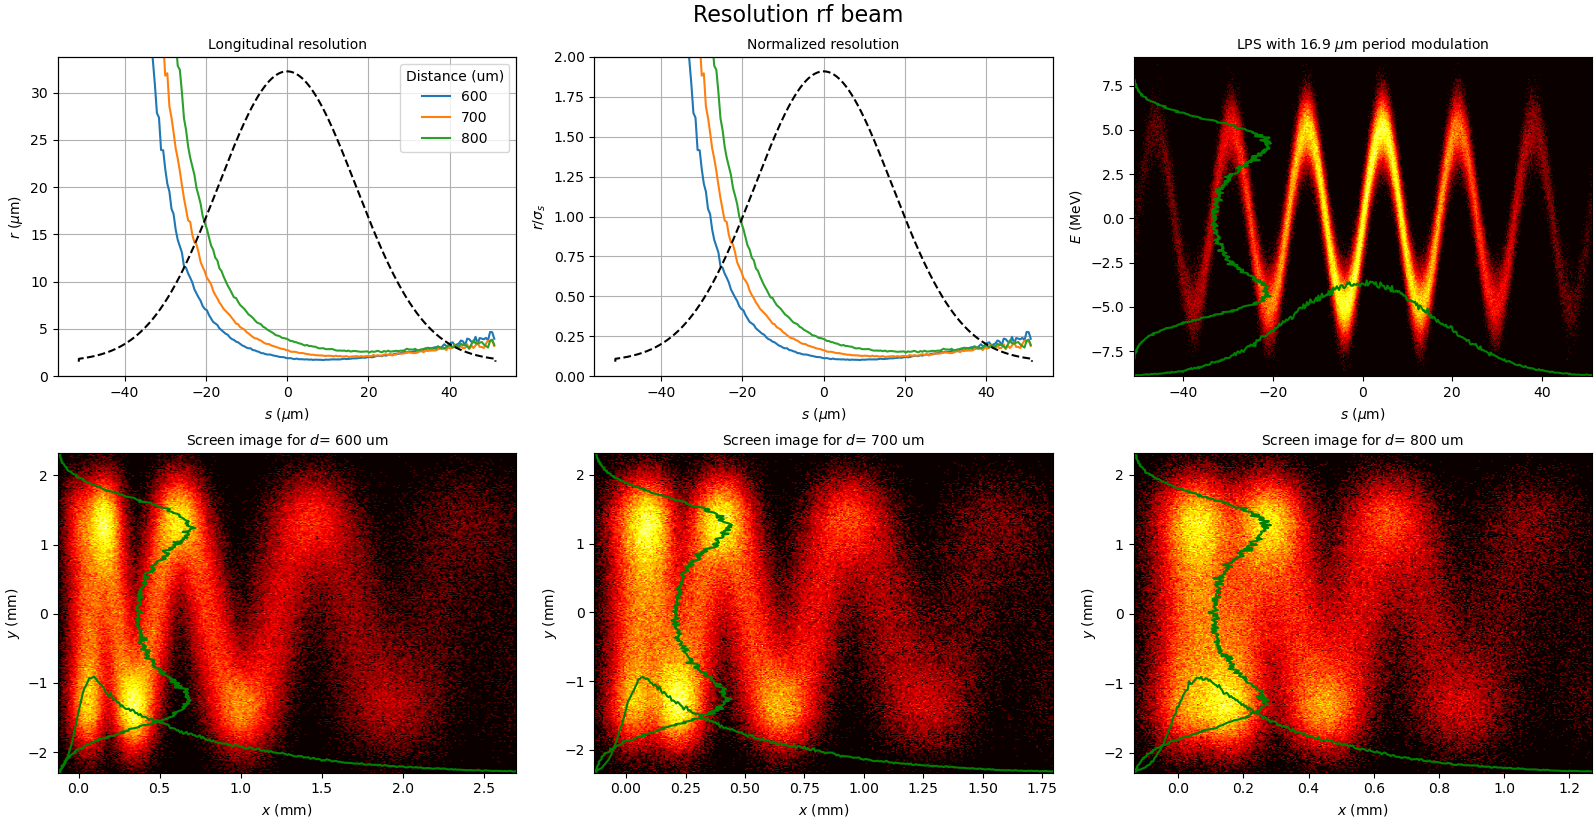 Resolution rf beam
Longitudinal resolution
r (μm)
30
25
20
15
10
5
0
−40 −20 0 20 40
s (μm)
Distance (um)
600
700
800
Normalized resolution
r/σs
2.00
1.75
1.50
1.25
1.00
0.75
0.50
0.25
0.00
−40 −20 0 20 40
s (μm)
LPS with 16.9 μm period modulation
E (MeV)
7.5
5.0
2.5
0.0
−2.5
−5.0
−7.5
−40 −20 0 20 40
s (μm)
Screen image for d= 600 um
y (mm)
2
1
0
−1
−2
0.0 0.5 1.0 1.5 2.0 2.5
x (mm)
Screen image for d= 700 um
y (mm)
2
1
0
−1
−2
0.00 0.25 0.50 0.75 1.00 1.25 1.50 1.75
x (mm)
Screen image for d= 800 um
y (mm)
2
1
0
−1
−2
0.0 0.2 0.4 0.6 0.8 1.0 1.2
x (mm)